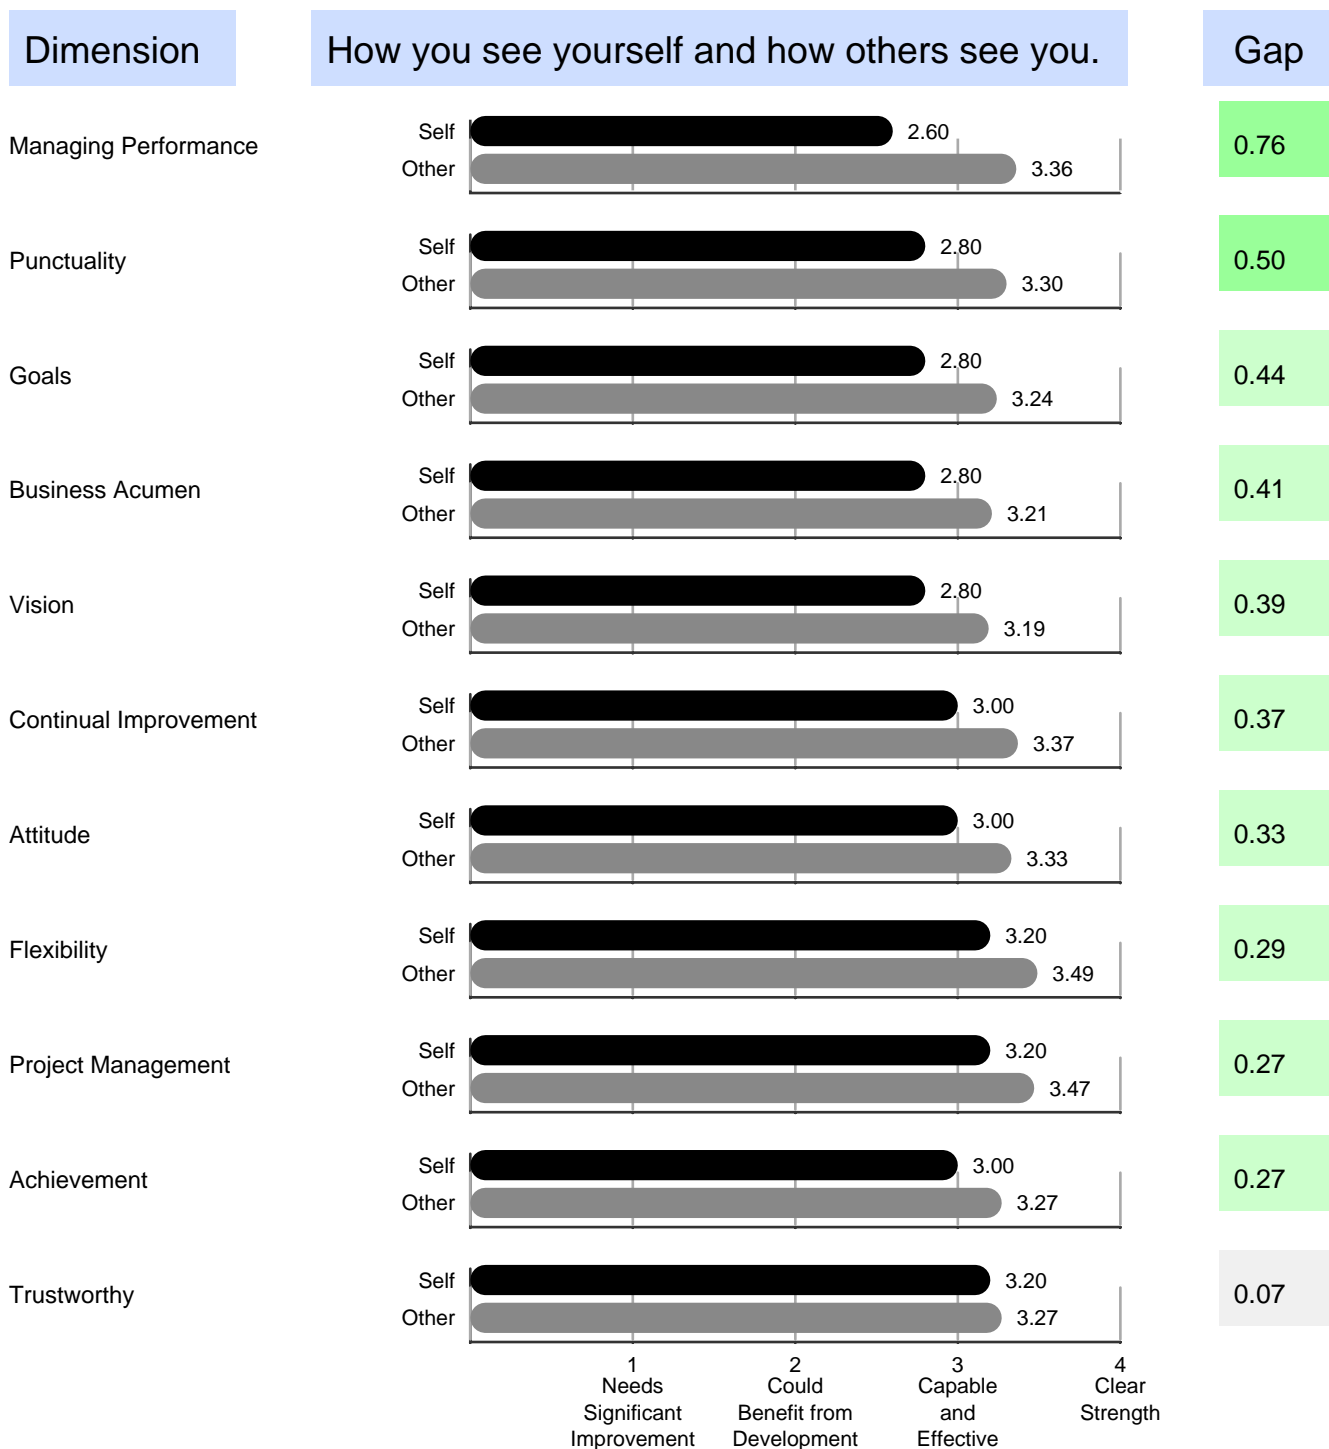 Dimension
How you see yourself and how others see you.
Gap
Managing Performance
Self
2.60
Other
3.36
0.76
Punctuality
Self
2.80
Other
3.30
0.50
Goals
Self
2.80
Other
3.24
0.44
Business Acumen
Self
2.80
Other
3.21
0.41
Vision
Self
2.80
Other
3.19
0.39
Continual Improvement
Self
3.00
Other
3.37
0.37
Attitude
Self
3.00
Other
3.33
0.33
Flexibility
Self
3.20
Other
3.49
0.29
Project Management
Self
3.20
Other
3.47
0.27
Achievement
Self
3.00
Other
3.27
0.27
Trustworthy
Self
3.20
Other
3.27
0.07
1
Needs
Significant
Improvement
2
Could
Benefit from
Development
3
Capable
and
Effective
4
Clear
Strength